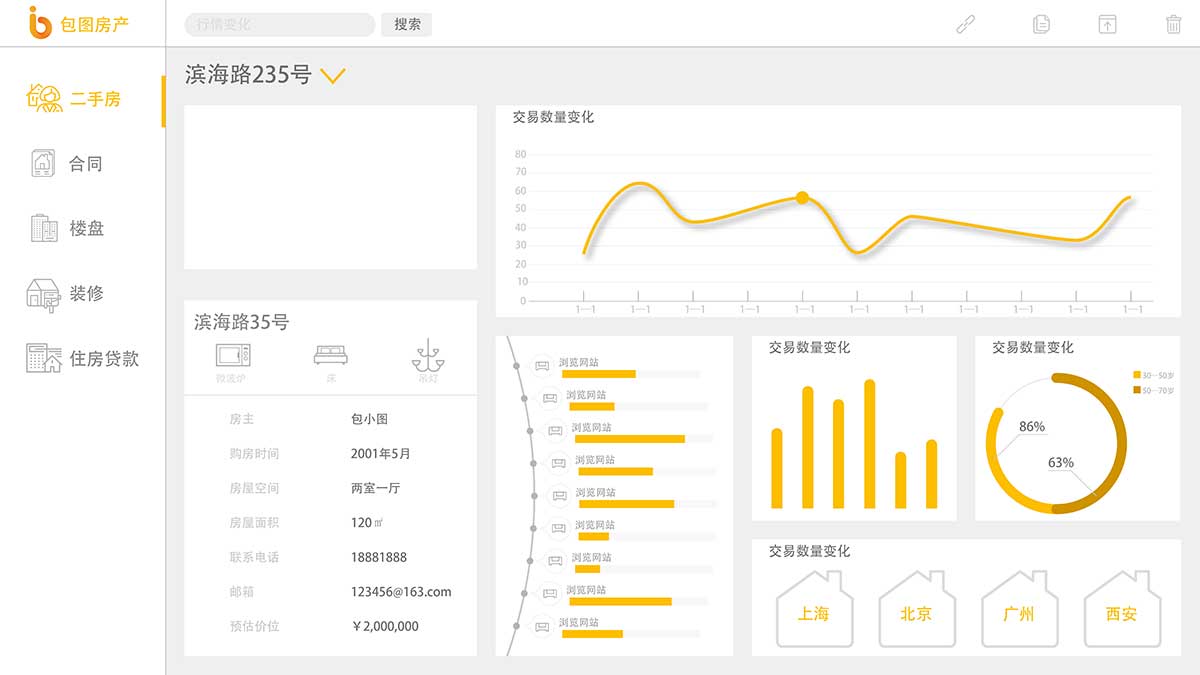 包图房产
行情变化
搜索
二手房
合同
楼盘
装修
住房贷款
滨海路235号
滨海路35号
微波炉
床
吊灯
房主 包小图
购房时间 2001年5月
房屋空间 两室一厅
房屋面积 120㎡
联系电话 18881888
邮箱 123456@163.com
预估价位 ￥2,000,000
交易数量变化
80
70
60
50
40
30
20
10
0
1—1 1—1 1—1 1—1 1—1 1—1 1—1 1—1 1—1 1—1 1—1
浏览网站
浏览网站
浏览网站
浏览网站
浏览网站
浏览网站
浏览网站
浏览网站
浏览网站
交易数量变化
交易数量变化
30—50岁
50—70岁
86%
63%
交易数量变化
上海
北京
广州
西安